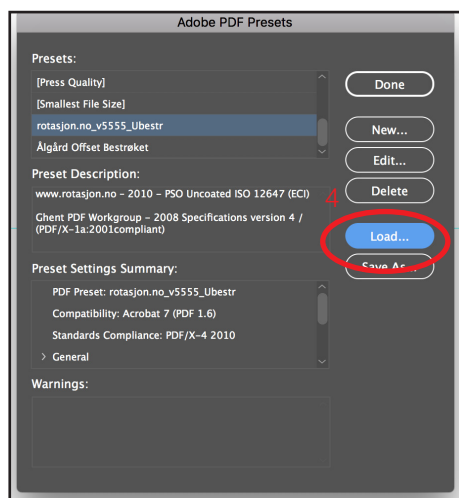 Adobe PDF Presets
Presets:
[Press Quality]
[Smallest File Size]
rotasjon.no_v5555_Ubestr
Ålgård Offset Bestrøket
Done
New...
Edit...
Delete
4
Load...
Save As...
Preset Description:
www.rotasjon.no – 2010 – PSO Uncoated ISO 12647 (ECI)
Ghent PDF Workgroup – 2008 Specifications version 4 /
(PDF/X-1a:2001compliant)
Preset Settings Summary:
PDF Preset: rotasjon.no_v5555_Ubestr
Compatibility: Acrobat 7 (PDF 1.6)
Standards Compliance: PDF/X-4 2010
> General
Warnings: